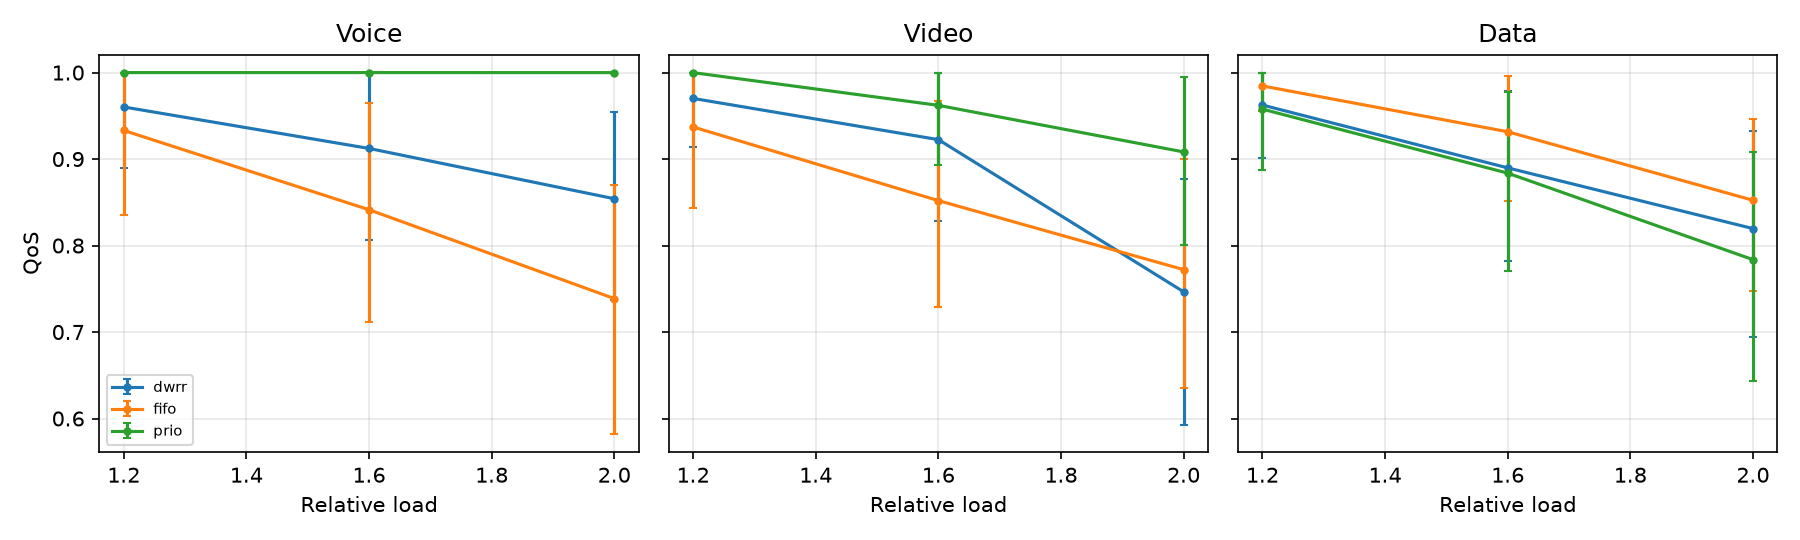 Voice
Video
Data
QoS
1.0
0.9
0.8
0.7
0.6
dwrr
fifo
prio
1.2 1.4 1.6 1.8 2.0
1.2 1.4 1.6 1.8 2.0
1.2 1.4 1.6 1.8 2.0
Relative load
Relative load
Relative load